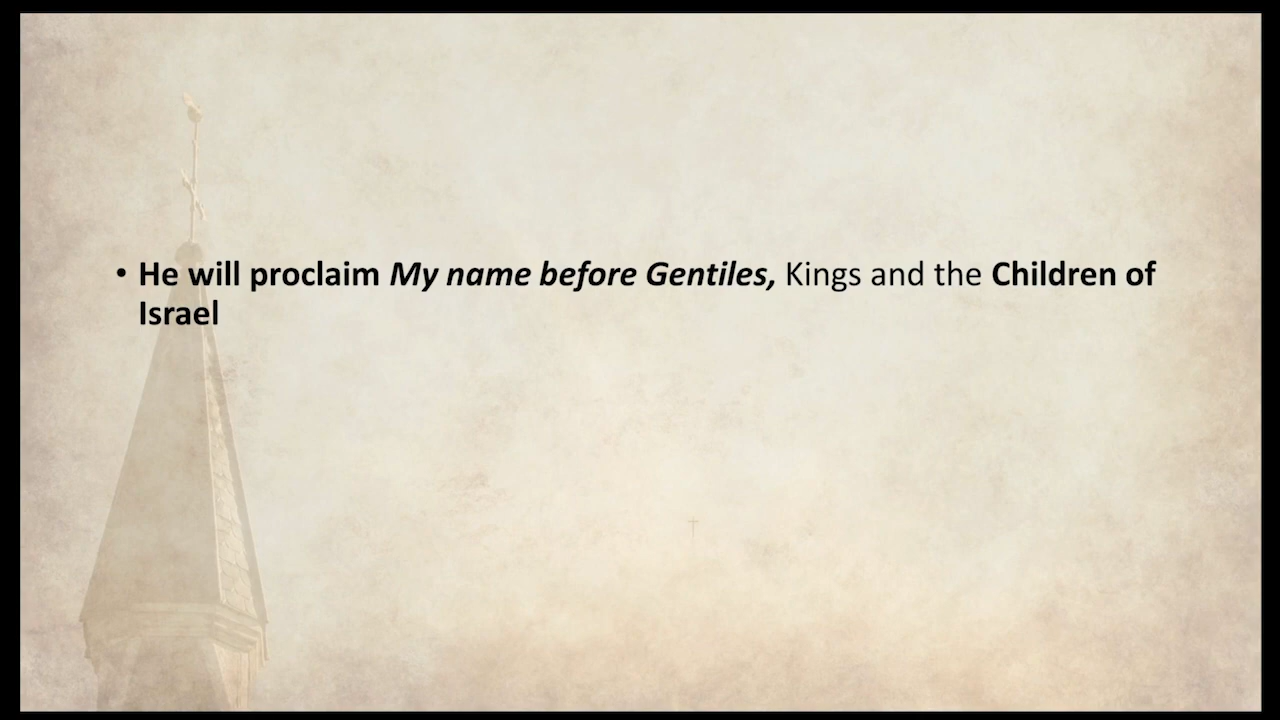 • He will proclaim My name before Gentiles, Kings and the Children of
Israel